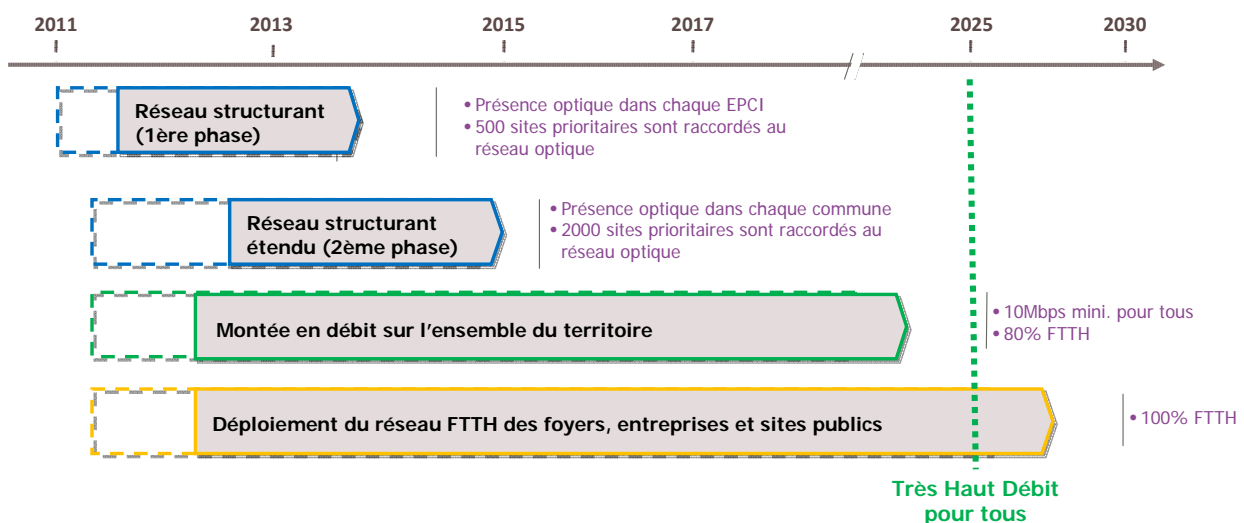 2011 2013 2015 2017 2025 2030
Réseau structurant
(1ère phase)
• Présence optique dans chaque EPCI
• 500 sites prioritaires sont raccordés au
réseau optique
Réseau structurant
étendu (2ème phase)
• Présence optique dans chaque commune
• 2000 sites prioritaires sont raccordés au
réseau optique
Montée en débit sur l'ensemble du territoire
• 10Mbps mini. pour tous
• 80% FTTH
Déploiement du réseau FTTH des foyers, entreprises et sites publics
• 100% FTTH
Très Haut Débit
pour tous